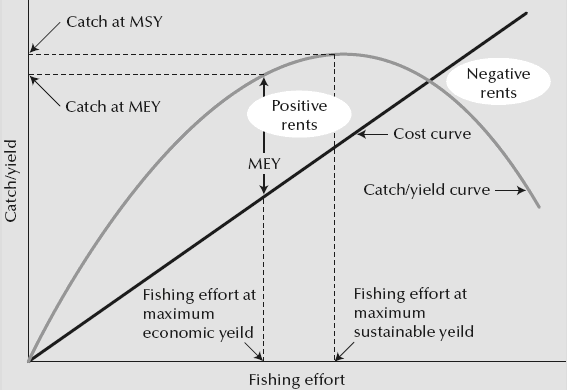 Catch at MSY
Catch at MEY
Positive
rents
Negative
rents
MEY
Cost curve
Catch/yield curve
Catch/yield
Fishing effort at
maximum
economic yeild
Fishing effort at
maximum
sustainable yeild
Fishing effort